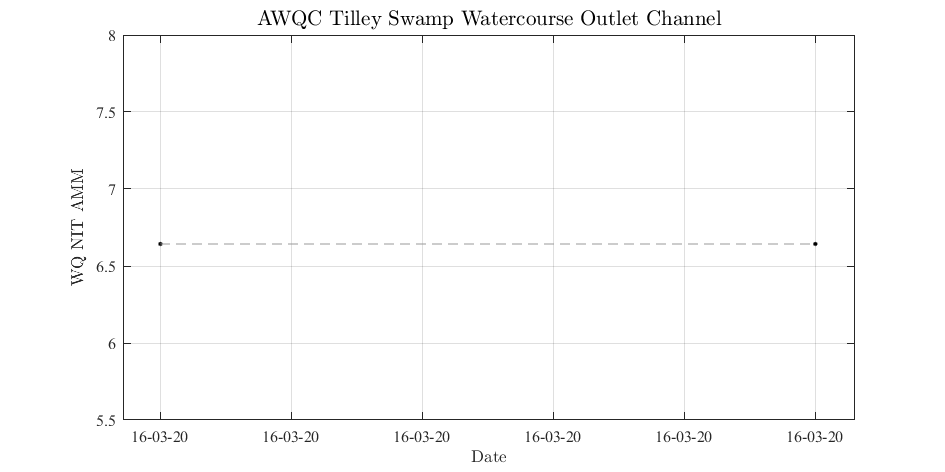 AWQC Tilley Swamp Watercourse Outlet Channel
8
7.5
7
6.5
6
5.5
WQ NIT AMM
16-03-20 16-03-20 16-03-20 16-03-20 16-03-20 16-03-20
Date